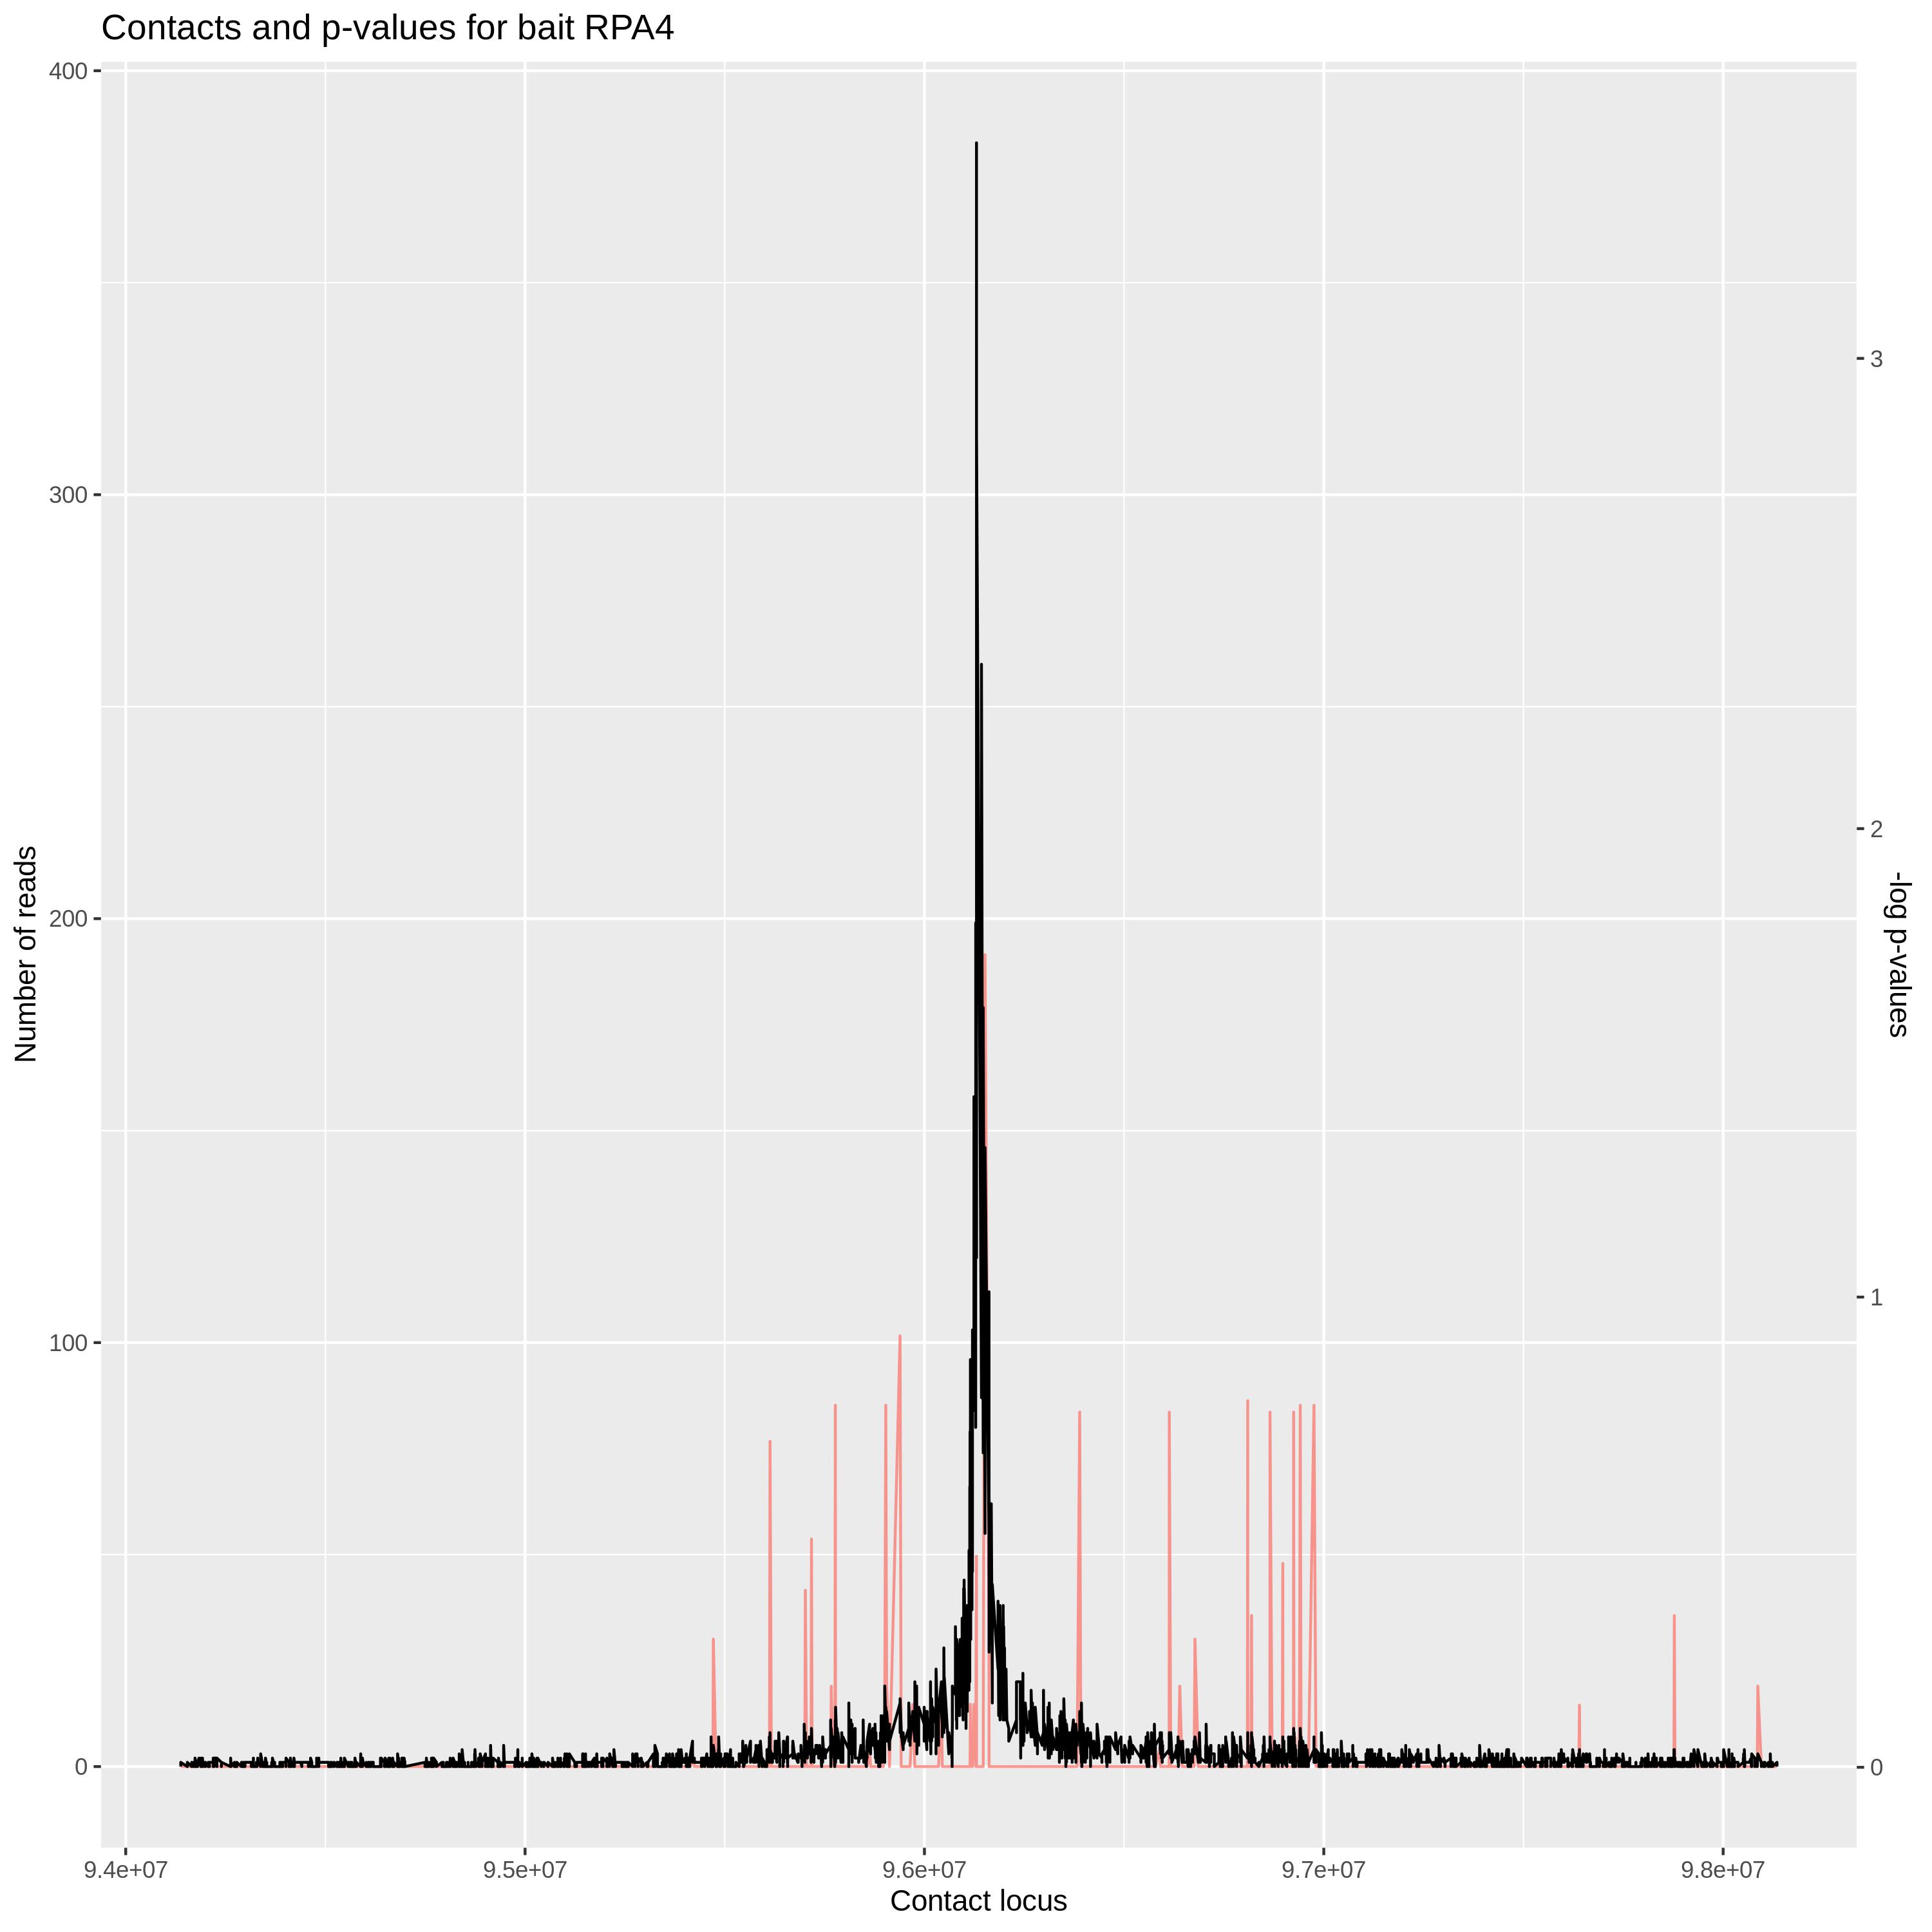 Contacts and p-values for bait RPA4
400
300
200
100
0
Number of reads
3
2
1
0
-log p-values
9.4e+07
9.5e+07
9.6e+07
9.7e+07
9.8e+07
Contact locus